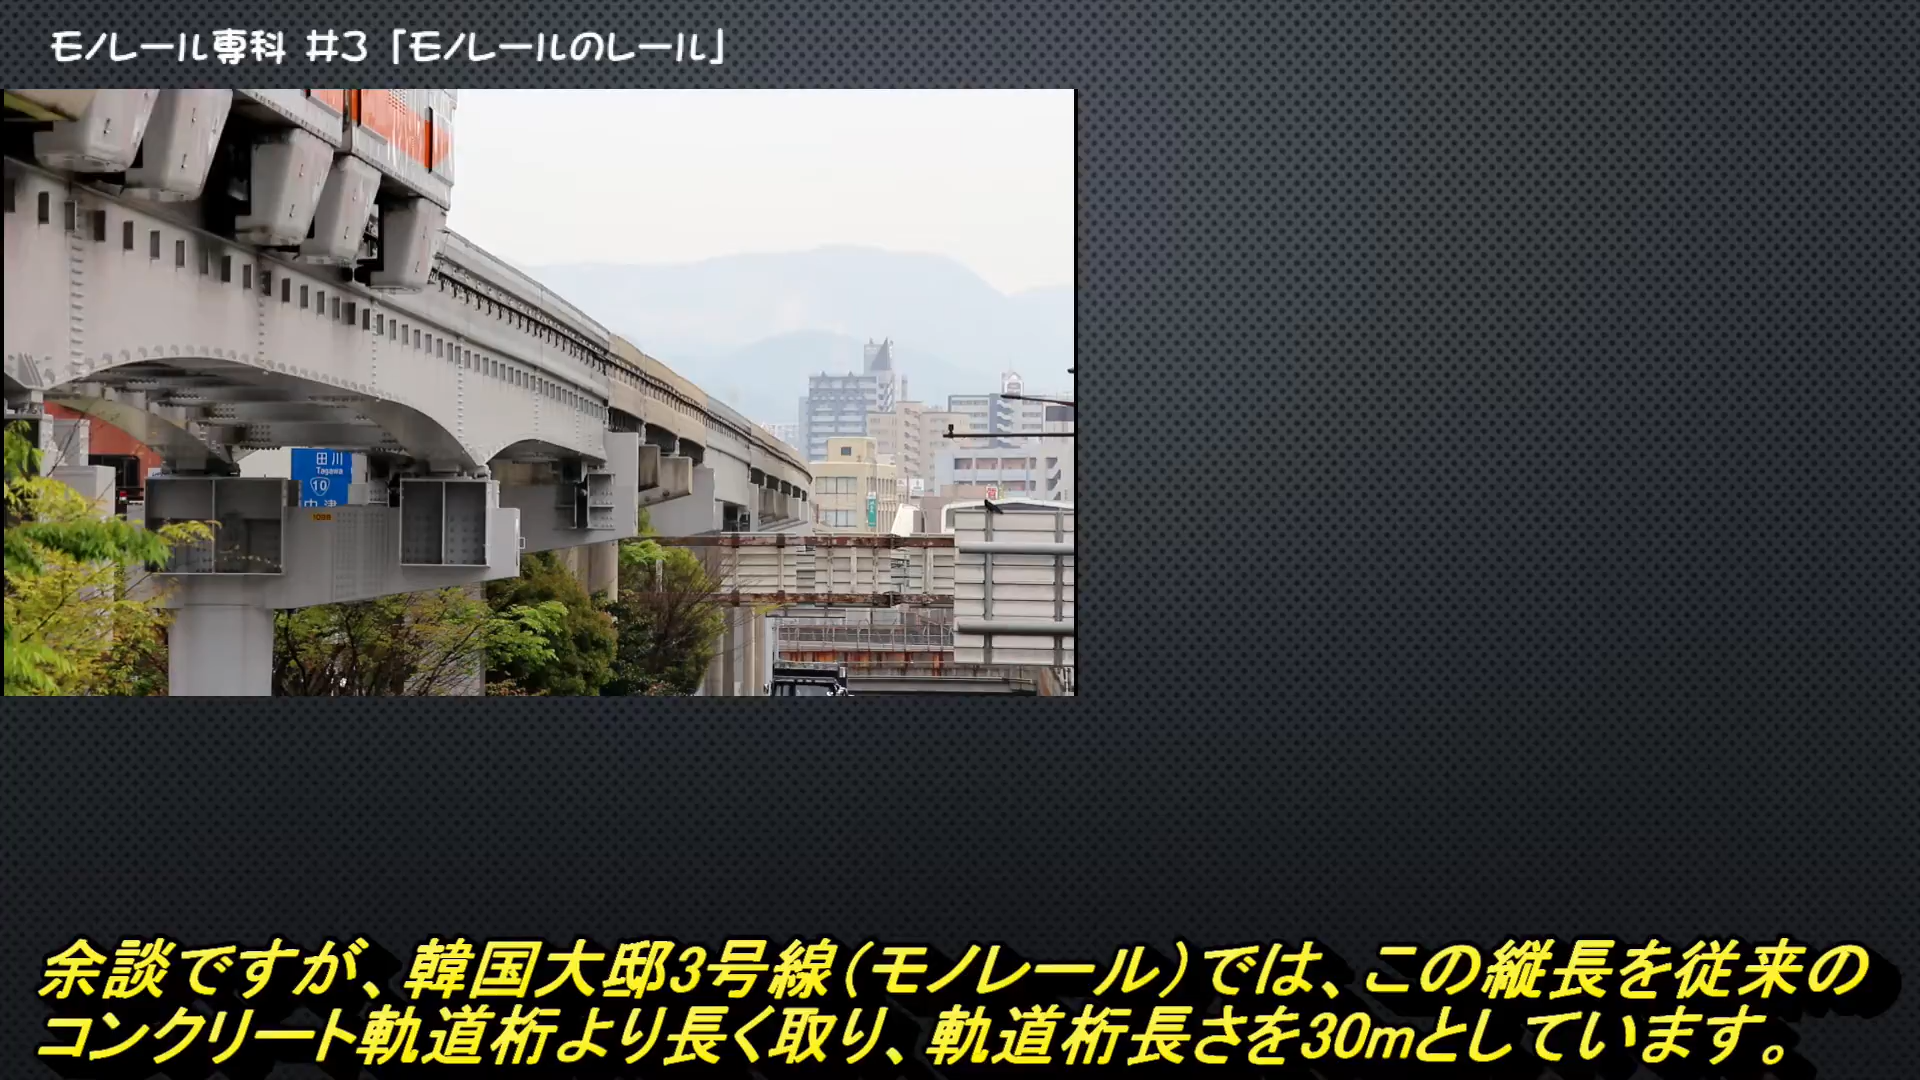 モノレール専科 #3「モノレールのレール」
田川
Tagawa
10
中津
余談ですが、韓国大邸3号線（モノレール）では、この縦長を従来の
コンクリート軌道桁より長く取り、軌道桁長さを30mとしています。